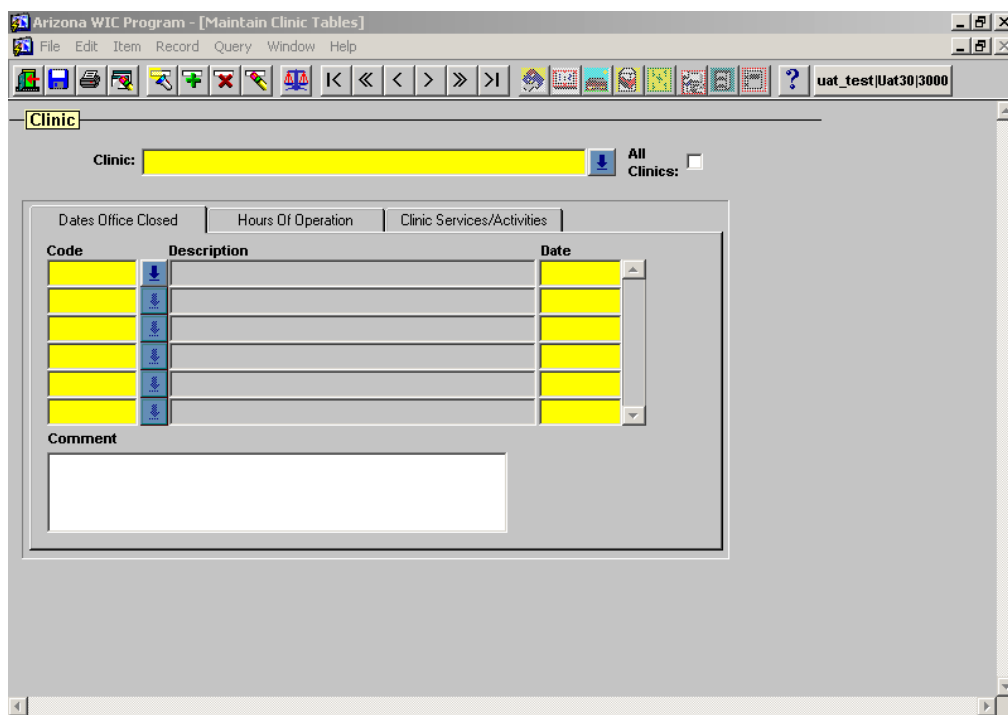 Arizona WIC Program - [Maintain Clinic Tables]
File Edit Item Record Query Window Help
? uat_test|Uat30|3000
Clinic
Clinic: All Clinics:
Dates Office Closed Hours Of Operation Clinic Services/Activities
Code Description Date
Comment